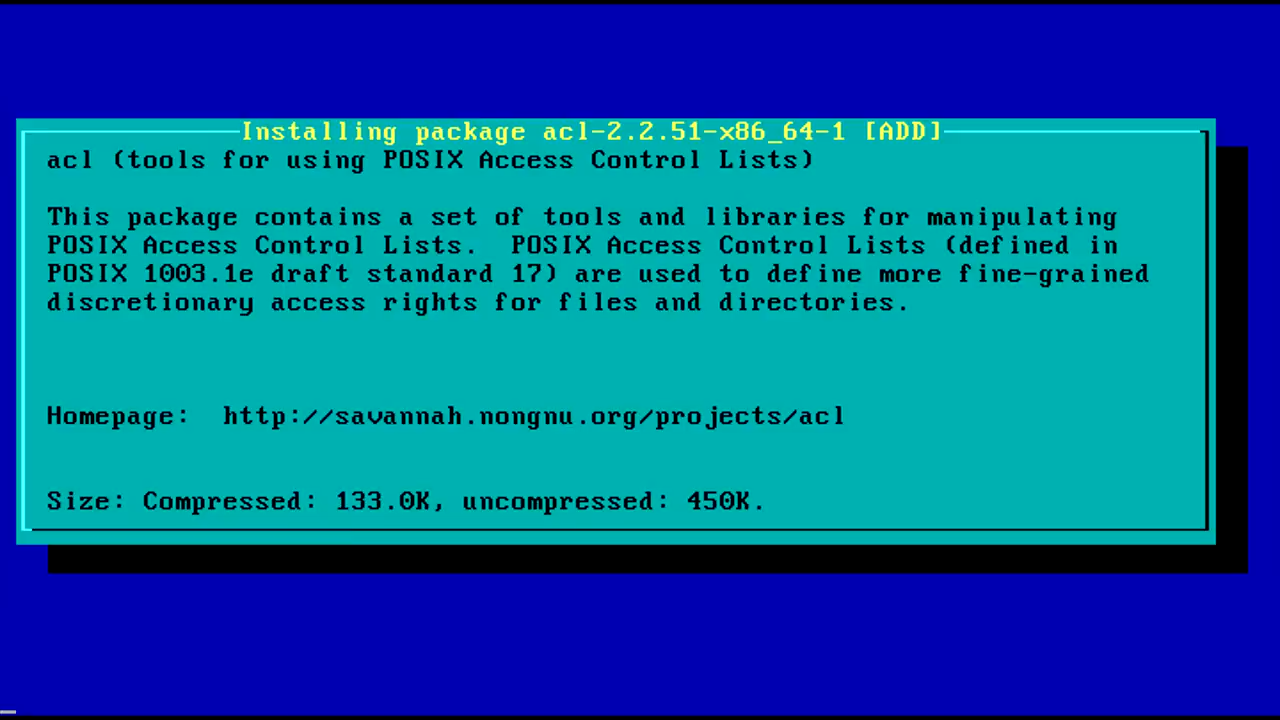 Installing package acl-2.2.51-x86_64-1 [ADD]
acl (tools for using POSIX Access Control Lists)
This package contains a set of tools and libraries for manipulating
POSIX Access Control Lists.  POSIX Access Control Lists (defined in
POSIX 1003.1e draft standard 17) are used to define more fine-grained
discretionary access rights for files and directories.
Homepage:  http://savannah.nongnu.org/projects/acl
Size: Compressed: 133.0K, uncompressed: 450K.